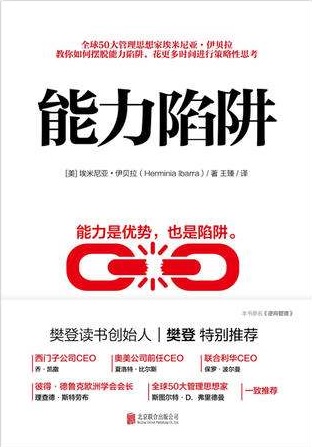 全球50大管理思想家埃米尼亚·伊贝拉
教你如何摆脱能力陷阱，花更多时间进行策略性思考
能力陷阱
[美] 埃米尼亚·伊贝拉（Herminia Ibarra）/ 著 王臻 / 译
能力是优势，也是陷阱。
本书原名《逆向管理》
樊登读书创始人 | 樊登 特别推荐
西门子公司CEO
乔·凯撒
奥美公司前任CEO
夏洛特·比尔斯
联合利华CEO
保罗·波尔曼
彼得·德鲁克欧洲学会会长
理查德·斯特劳布
全球50大管理思想家
斯图尔特·D. 弗里德曼
一致推荐
北京联合出版公司